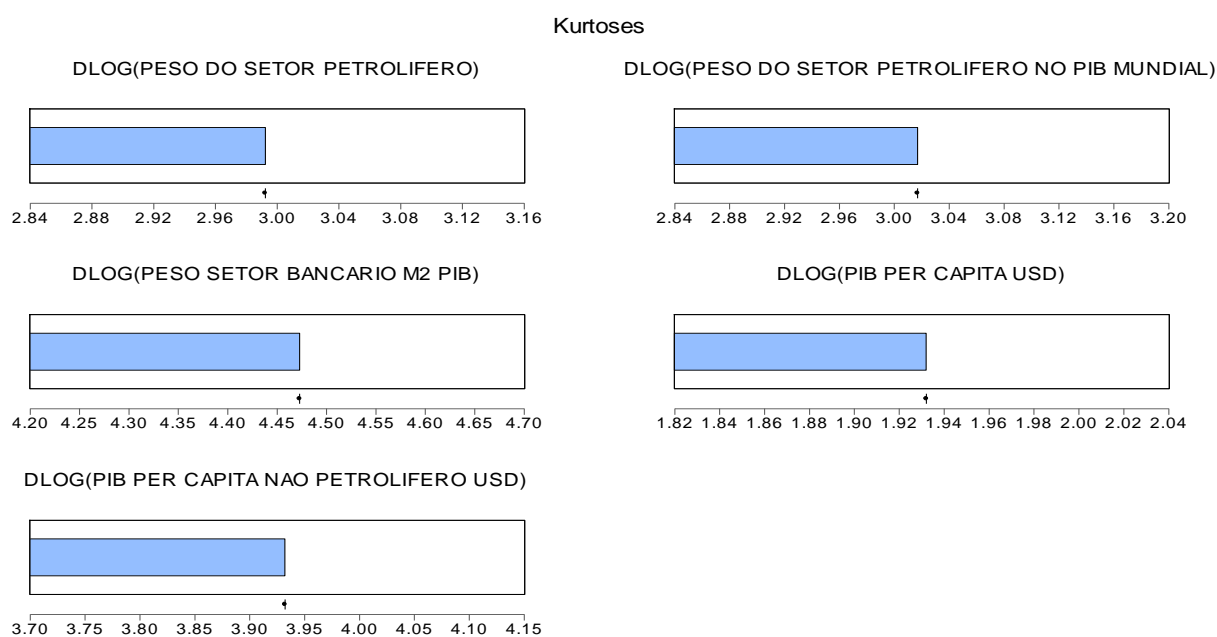 Kurtoses
DLOG(PESO DO SETOR PETROLIFERO)
2.84 2.88 2.92 2.96 3.00 3.04 3.08 3.12 3.16
DLOG(PESO DO SETOR PETROLIFERO NO PIB MUNDIAL)
2.84 2.88 2.92 2.96 3.00 3.04 3.08 3.12 3.16 3.20
DLOG(PESO SETOR BANCARIO M2 PIB)
4.20 4.25 4.30 4.35 4.40 4.45 4.50 4.55 4.60 4.65 4.70
DLOG(PIB PER CAPITA USD)
1.82 1.84 1.86 1.88 1.90 1.92 1.94 1.96 1.98 2.00 2.02 2.04
DLOG(PIB PER CAPITA NAO PETROLIFERO USD)
3.70 3.75 3.80 3.85 3.90 3.95 4.00 4.05 4.10 4.15